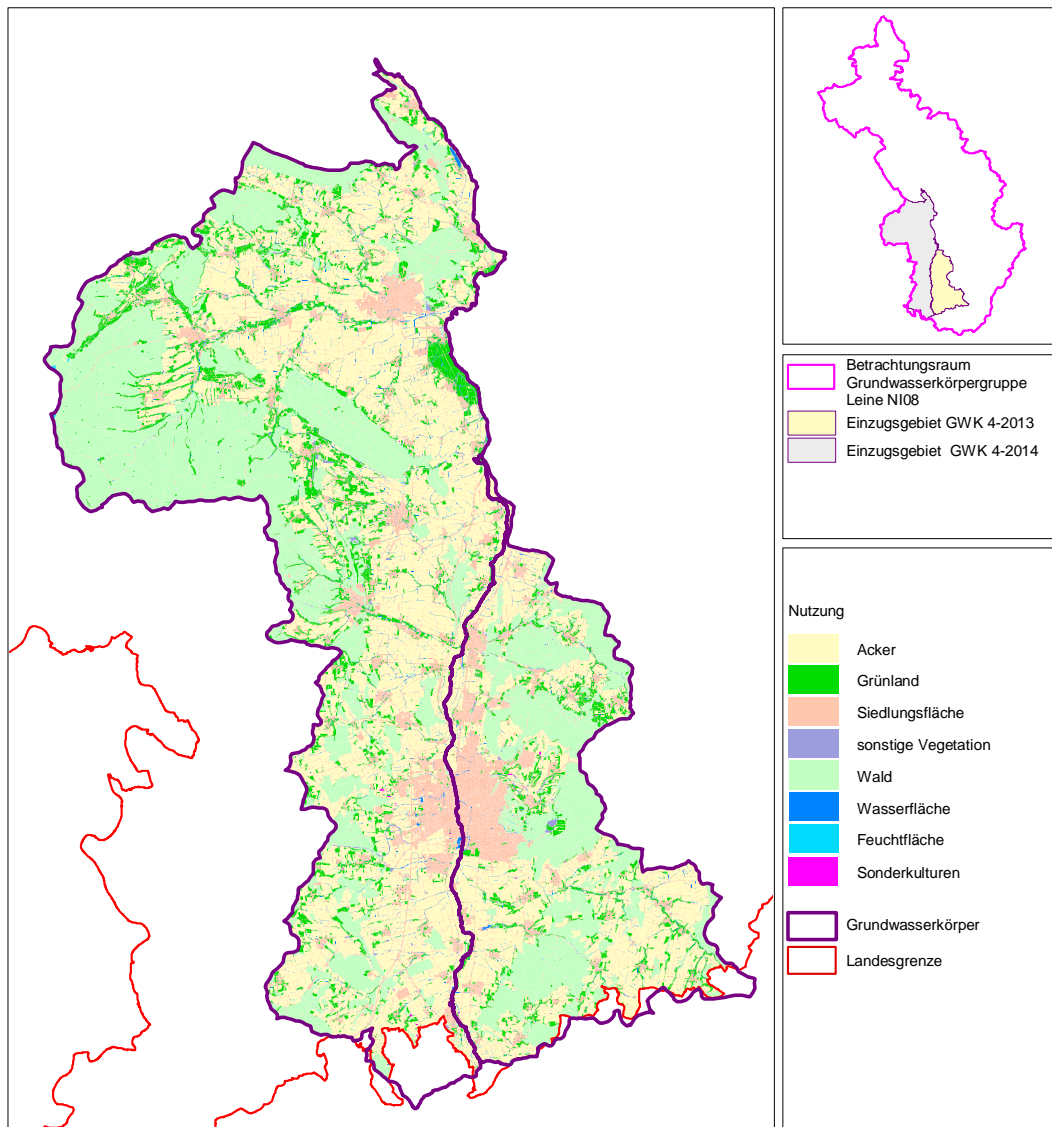 Betrachtungsraum
Grundwasserkörpergruppe
Leine NI08
Einzugsgebiet GWK 4-2013
Einzugsgebiet GWK 4-2014
Nutzung
Acker
Grünland
Siedlungsfläche
sonstige Vegetation
Wald
Wasserfläche
Feuchtfläche
Sonderkulturen
Grundwasserkörper
Landesgrenze